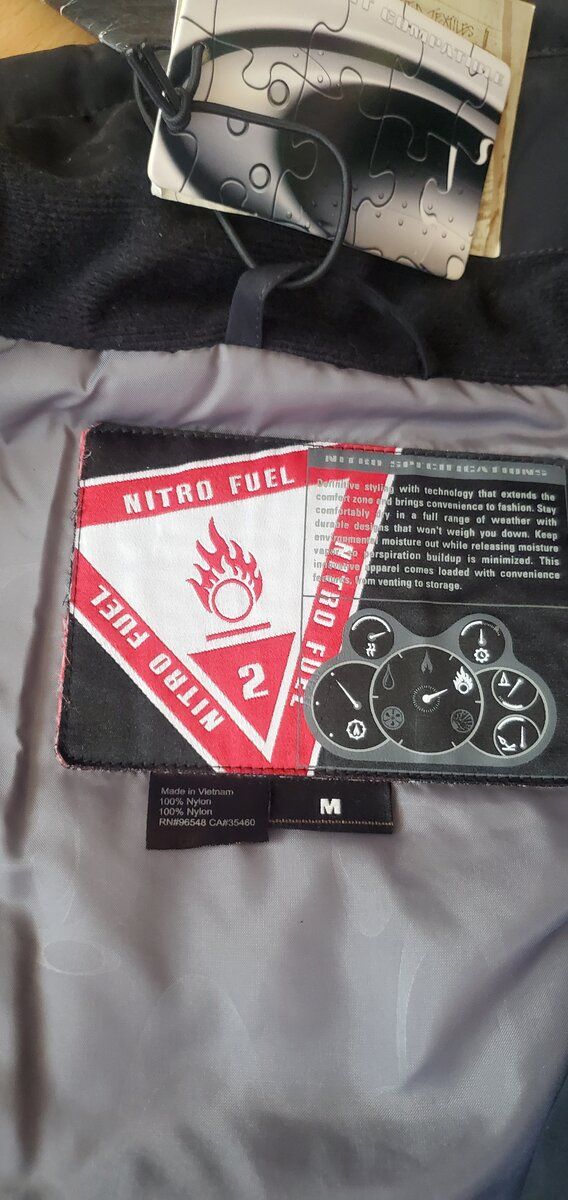 TEXTILES
NITRO FUEL
NITRO FUEL
NITRO FUEL
2
NITRO SPECIFICATIONS
Definitive styling with technology that extends the
comfort zone and brings convenience to fashion. Stay
comfortably dry in a full range of weather with
durable designs that won't weigh you down. Keep
environmental moisture out while releasing moisture
vapor so perspiration buildup is minimized. This
innovative apparel comes loaded with convenience
features, from venting to storage.
Made in Vietnam
100% Nylon
100% Nylon
RN#96548 CA#35460
M